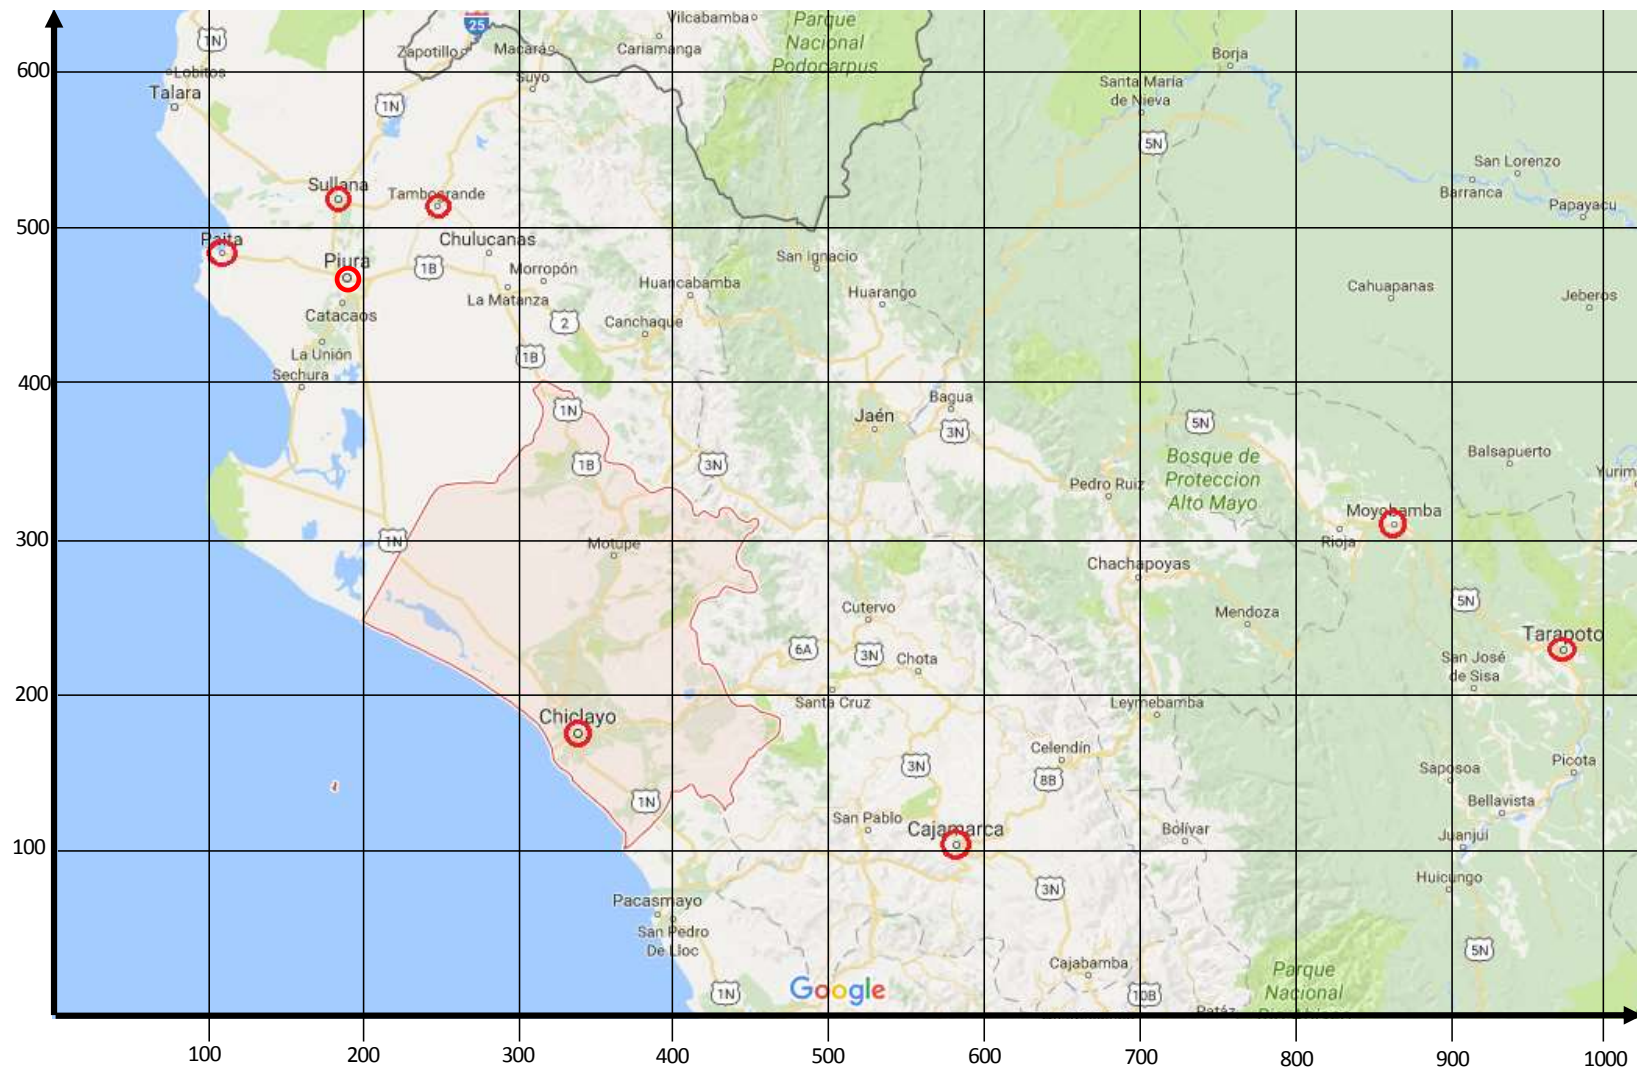 25
Vilcabamba
Parque
Nacional
Podocarpus
1N
Zapotillo
Macará
Cariamanga
Borja
600
Lobitos
Talara
Suyo
Santa María
de Nieva
1N
5N
San Lorenzo
Barranca
Papayacu
Sullana
Tambogrande
500
Paita
Chulucanas
Piura
1B
Morropón
La Matanza
Huancabamba
San Ignacio
Huarango
Cahuapanas
Jeberos
Catacaos
2
Canchaque
La Unión
1B
Sechura
400
1N
Jaén
Bagua
3N
5N
1B
3N
Bosque de
Proteccion
Alto Mayo
Balsapuerto
Yurim
Pedro Ruiz
Moyobamba
Rioja
300
1N
Motupe
Chachapoyas
Cutervo
Mendoza
5N
6A
3N
Chota
Tarapoto
San José
de Sisa
200
Santa Cruz
Leymebamba
Chiclayo
Celendín
3N
8B
Saposoa
Picota
1N
San Pablo
Cajamarca
Bolívar
Bellavista
Juanjui
100
3N
Huicungo
Pacasmayo
San Pedro
De Lloc
5N
Cajabamba
Parque
Nacional
1N
Google
10B
Pataz
100
200
300
400
500
600
700
800
900
1000